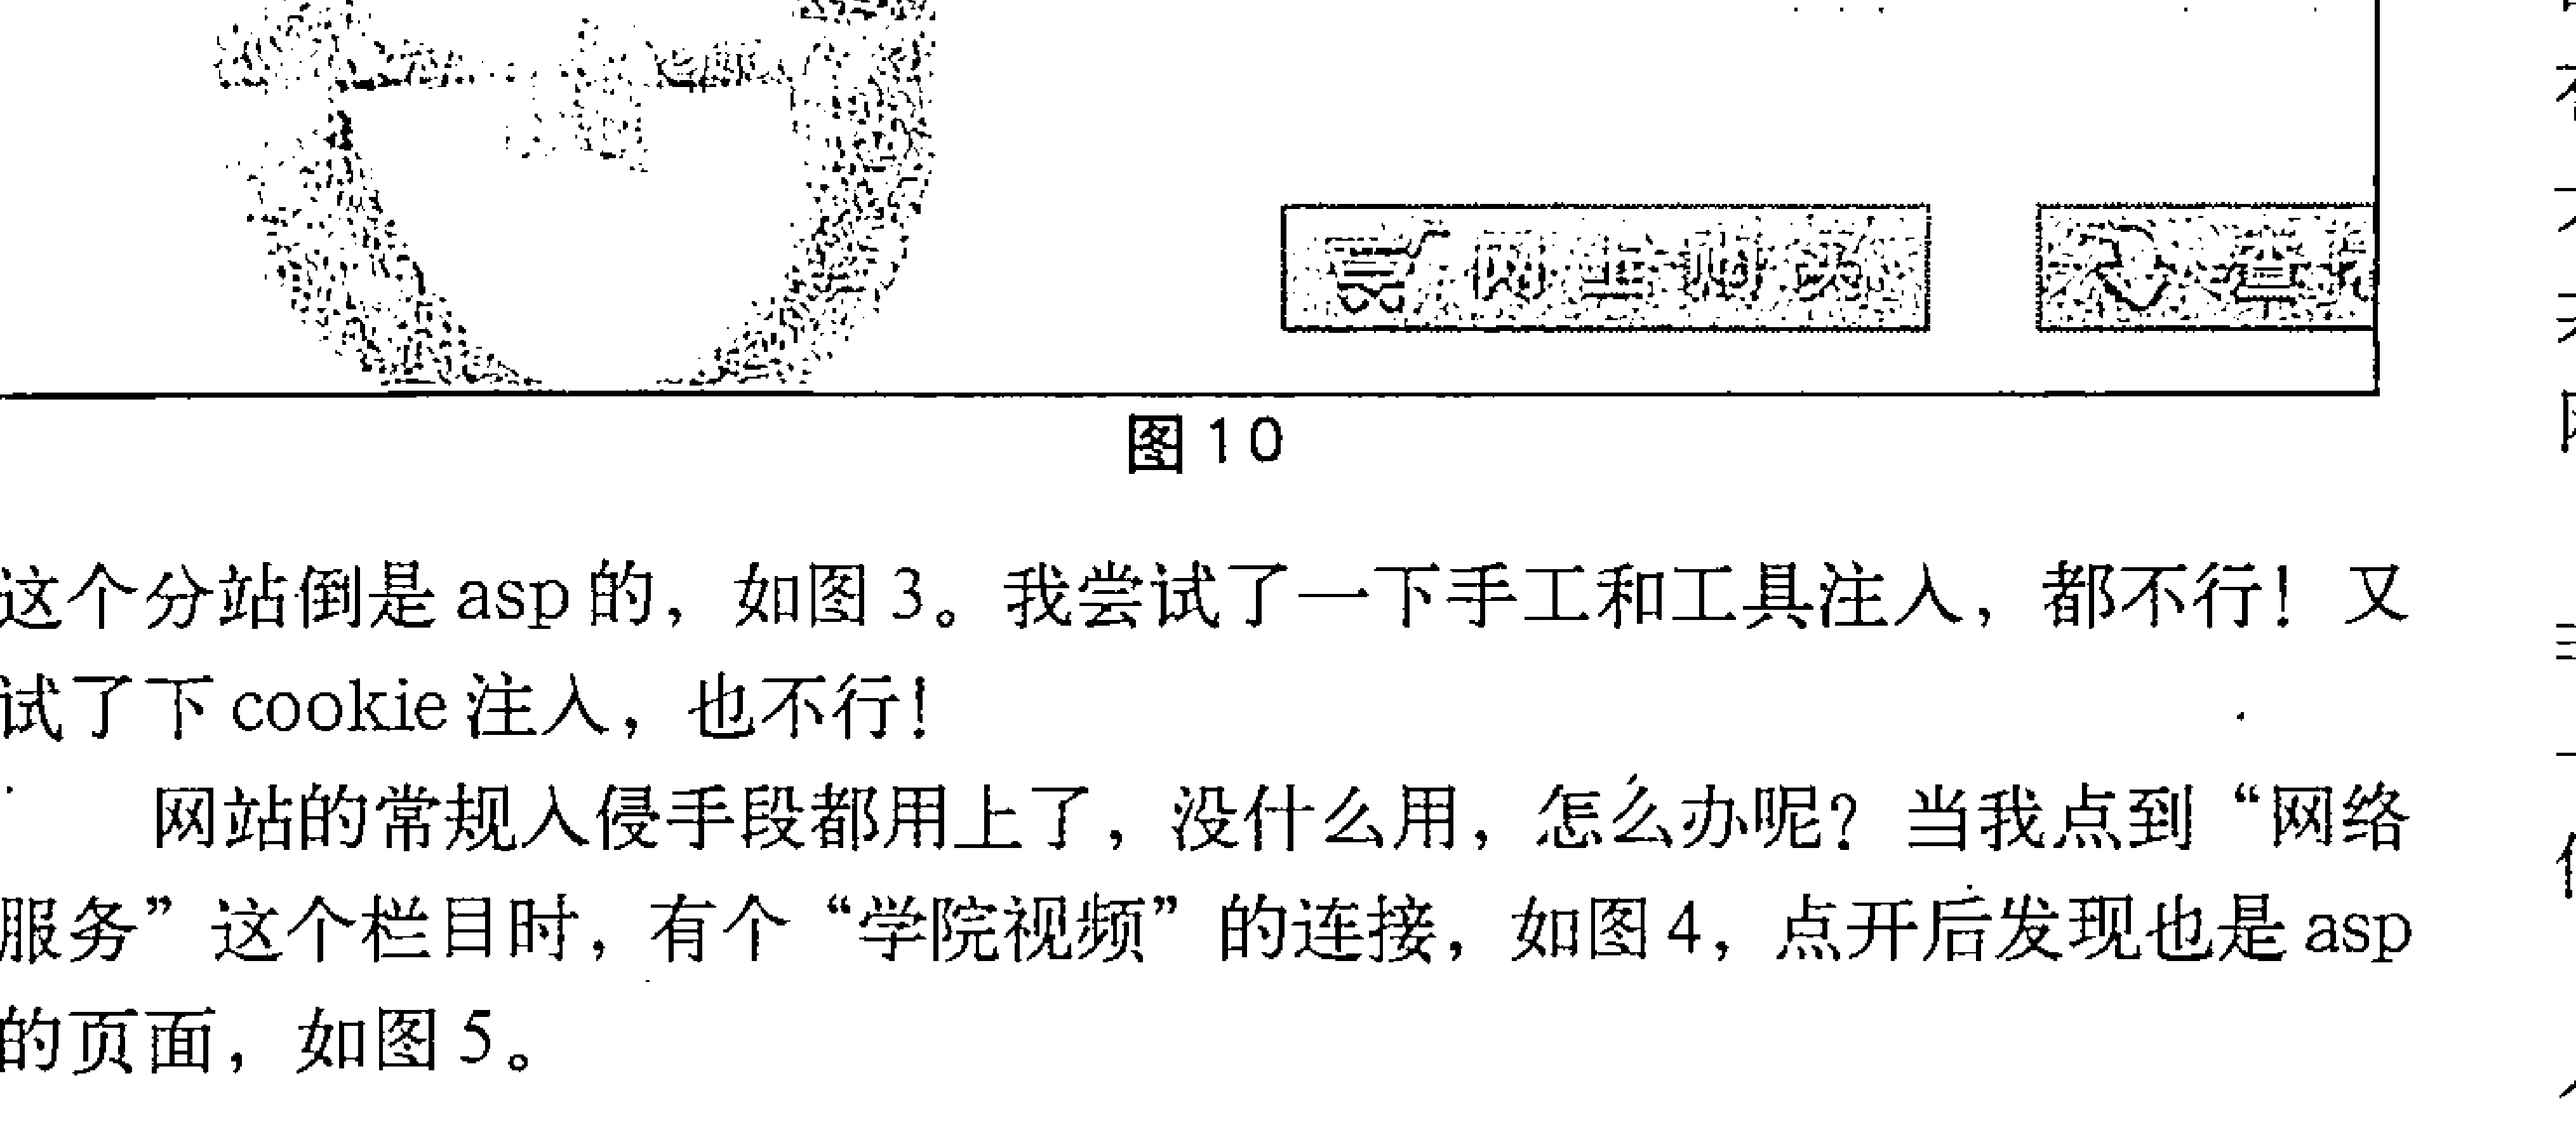 网上购买
查
图10
这个分站倒是asp的，如图3。我尝试了一下手工和工具注入，都不行！又
试了下cookie注入，也不行！
网站的常规入侵手段都用上了，没什么用，怎么办呢？当我点到“网络
服务”这个栏目时，有个“学院视频”的连接，如图4，点开后发现也是asp
的页面，如图5。